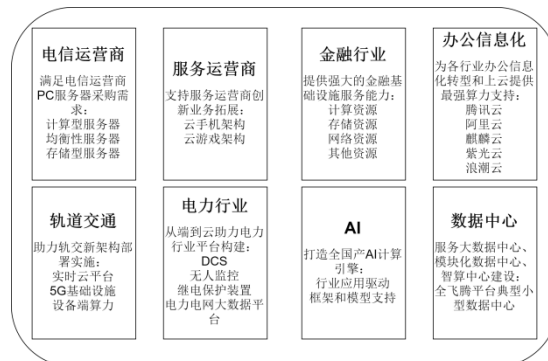 电信运营商
满足电信运营商
PC服务器采购需
求：
计算型服务器
均衡性服务器
存储型服务器
服务运营商
支持服务运营商创
新业务拓展：
云手机架构
云游戏架构
金融行业
提供强大的金融基
础设施服务能力：
计算资源
存储资源
网络资源
其他资源
办公信息化
为各行业办公信息
化转型和上云提供
最强算力支持：
腾讯云
阿里云
麒麟云
紫光云
浪潮云
轨道交通
助力轨交新架构部
署实施：
实时云平台
5G基础设施
设备端算力
电力行业
从端到云助力电力
行业平台构建：
DCS
无人监控
继电保护装置
电力电网大数据平
台
AI
打造全国产AI计算
引擎：
行业应用驱动
框架和模型支持
数据中心
服务大数据中心、
模块化数据中心、
智算中心建设：
全飞腾平台典型小
型数据中心